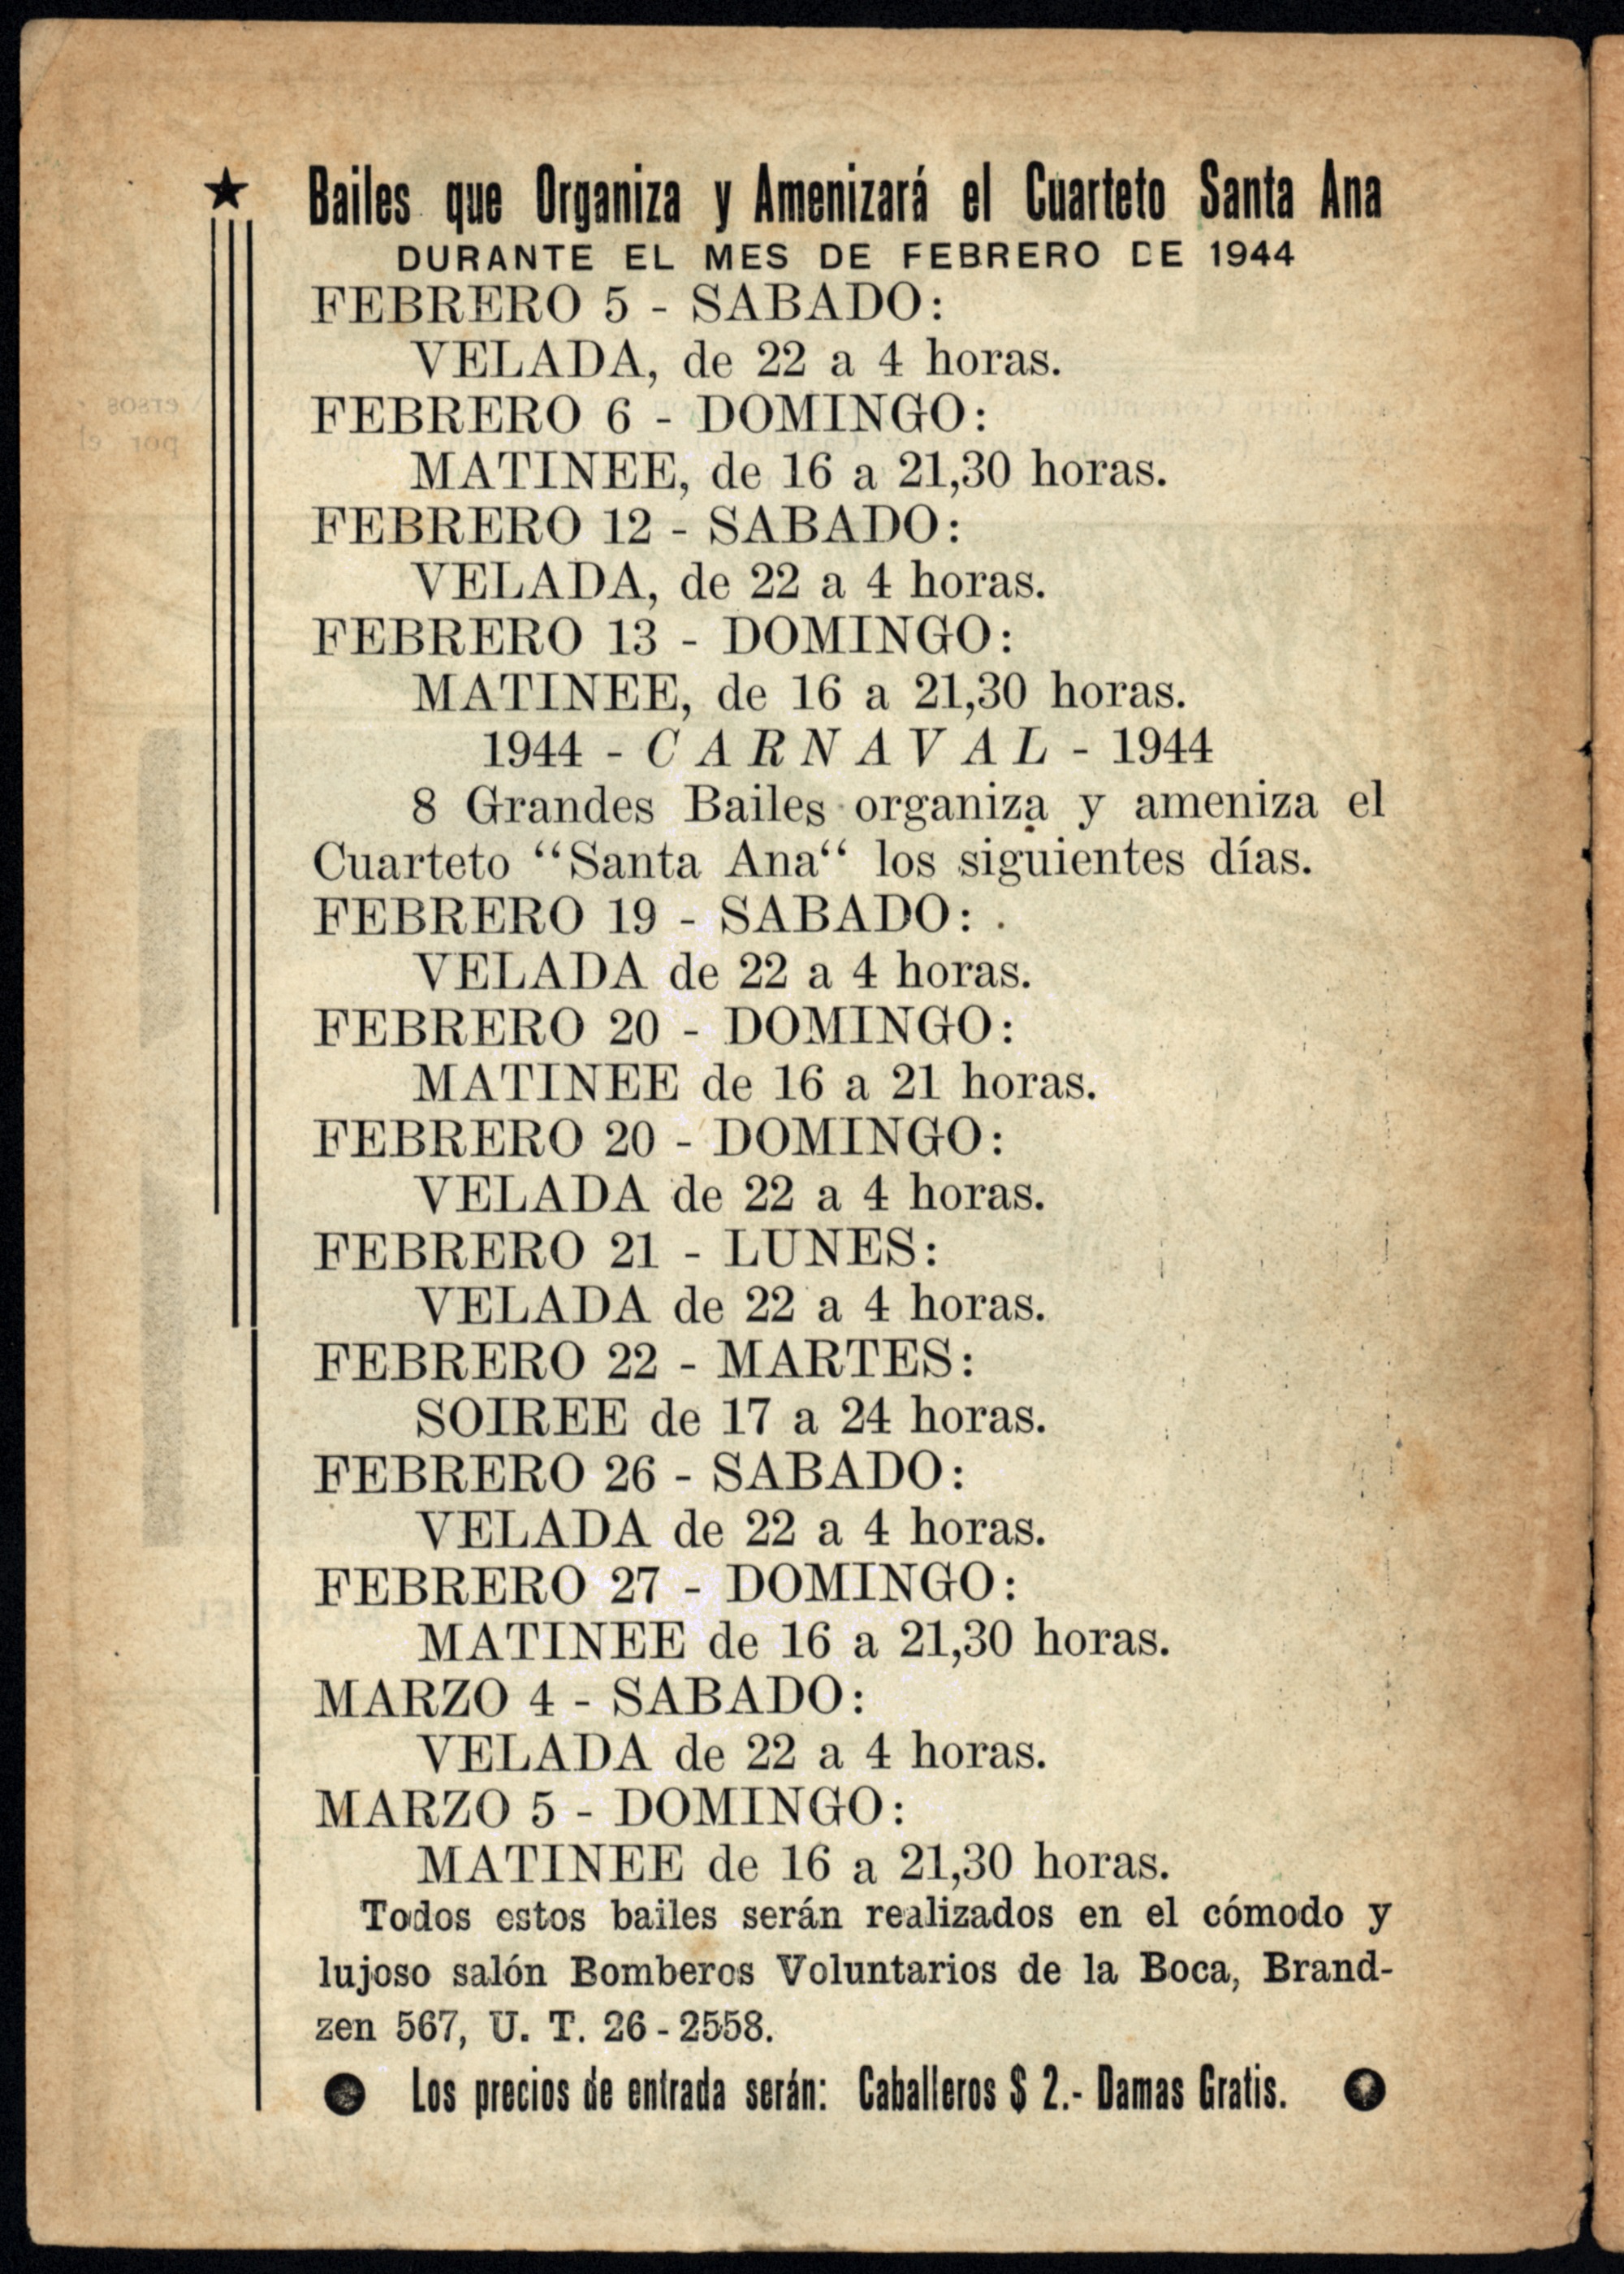 Bailes que Organiza y Amenizará el Cuarteto Santa Ana
DURANTE EL MES DE FEBRERO DE 1944
FEBRERO 5 - SABADO:
VELADA, de 22 a 4 horas.
FEBRERO 6 - DOMINGO:
MATINEE, de 16 a 21,30 horas.
FEBRERO 12 - SABADO:
VELADA, de 22 a 4 horas.
FEBRERO 13 - DOMINGO:
MATINEE, de 16 a 21,30 horas.
1944 - CARNAVAL - 1944
8 Grandes Bailes organiza y ameniza el
Cuarteto “Santa Ana“ los siguientes días.
FEBRERO 19 - SABADO: .
VELADA de 22 a 4 horas.
FEBRERO 20 - DOMINGO:
MATINEE de 16 a 21 horas.
FEBRERO 20 - DOMINGO:
VELADA de 22 a 4 horas.
FEBRERO 21 - LUNES:
VELADA de 22 a 4 horas.
FEBRERO 22 - MARTES:
SOIREE de 17 a 24 horas.
FEBRERO 26 - SABADO:
VELADA de 22 a 4 horas.
FEBRERO 27 - DOMINGO:
MATINEE de 16 a 21,30 horas.
MARZO 4 - SABADO:
VELADA de 22 a 4 horas.
MARZO 5 - DOMINGO:
MATINEE de 16 a 21,30 horas.
Todos estos bailes serán realizados en el cómodo y
lujoso salón Bomberos Voluntarios de la Boca, Brand-
zen 567, U. T. 26 - 2558.
Los precios de entrada serán: Caballeros $ 2.- Damas Gratis.